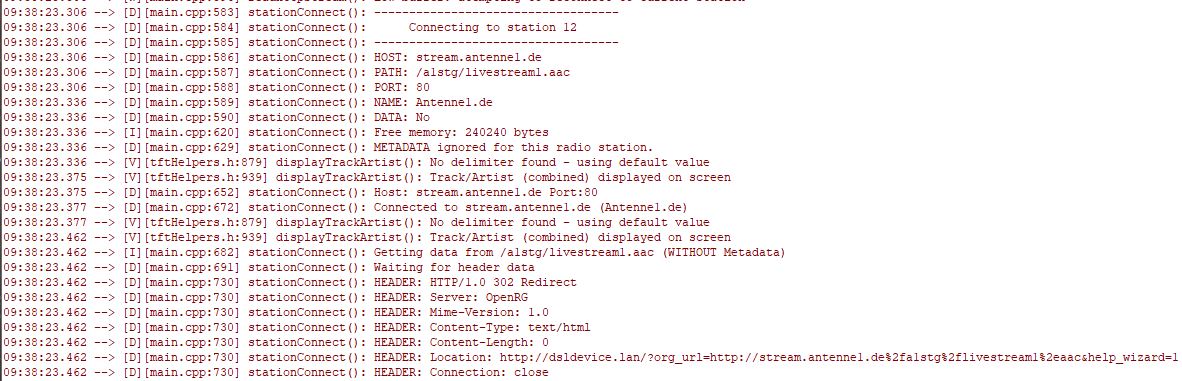 09:38:23.306 --> [D][main.cpp:583] stationConnect(): -----------------------------------
09:38:23.306 --> [D][main.cpp:584] stationConnect():      Connecting to station 12
09:38:23.306 --> [D][main.cpp:585] stationConnect(): -----------------------------------
09:38:23.306 --> [D][main.cpp:586] stationConnect(): HOST: stream.antenne1.de
09:38:23.306 --> [D][main.cpp:587] stationConnect(): PATH: /a1stg/livestream1.aac
09:38:23.306 --> [D][main.cpp:588] stationConnect(): PORT: 80
09:38:23.336 --> [D][main.cpp:589] stationConnect(): NAME: Antenne1.de
09:38:23.336 --> [D][main.cpp:590] stationConnect(): DATA: No
09:38:23.336 --> [I][main.cpp:620] stationConnect(): Free memory: 240240 bytes
09:38:23.336 --> [D][main.cpp:629] stationConnect(): METADATA ignored for this radio station.
09:38:23.336 --> [V][tftHelpers.h:879] displayTrackArtist(): No delimiter found - using default value
09:38:23.375 --> [V][tftHelpers.h:939] displayTrackArtist(): Track/Artist (combined) displayed on screen
09:38:23.375 --> [D][main.cpp:652] stationConnect(): Host: stream.antenne1.de Port:80
09:38:23.377 --> [D][main.cpp:672] stationConnect(): Connected to stream.antenne1.de (Antenne1.de)
09:38:23.377 --> [V][tftHelpers.h:879] displayTrackArtist(): No delimiter found - using default value
09:38:23.462 --> [V][tftHelpers.h:939] displayTrackArtist(): Track/Artist (combined) displayed on screen
09:38:23.462 --> [I][main.cpp:682] stationConnect(): Getting data from /a1stg/livestream1.aac (WITHOUT Metadata)
09:38:23.462 --> [D][main.cpp:691] stationConnect(): Waiting for header data
09:38:23.462 --> [D][main.cpp:730] stationConnect(): HEADER: HTTP/1.0 302 Redirect
09:38:23.462 --> [D][main.cpp:730] stationConnect(): HEADER: Server: OpenRG
09:38:23.462 --> [D][main.cpp:730] stationConnect(): HEADER: Mime-Version: 1.0
09:38:23.462 --> [D][main.cpp:730] stationConnect(): HEADER: Content-Type: text/html
09:38:23.462 --> [D][main.cpp:730] stationConnect(): HEADER: Content-Length: 0
09:38:23.462 --> [D][main.cpp:730] stationConnect(): HEADER: Location: http://dsldevice.lan/?org_url=http://stream.antenne1.de%2fa1stg%2flivestream1%2eaac&help_wizard=1
09:38:23.462 --> [D][main.cpp:730] stationConnect(): HEADER: Connection: close